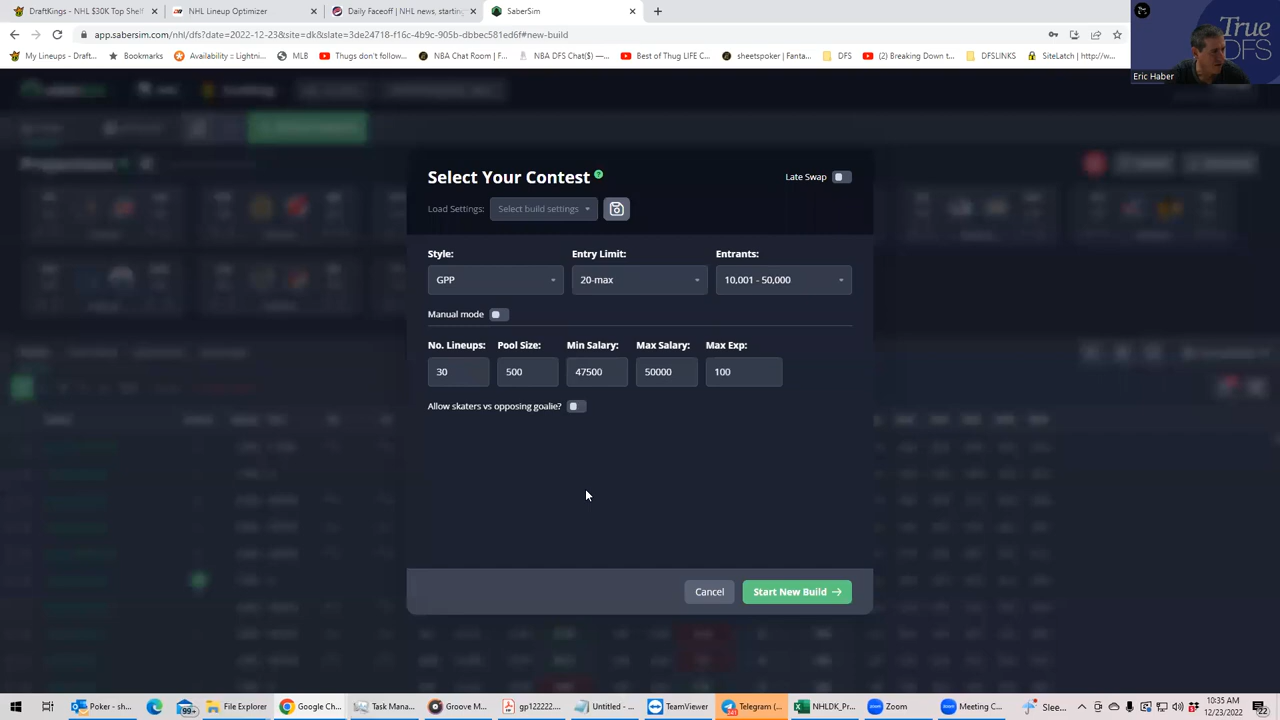 DraftKings - NHL $30K Top Shelf
NHL Lineup Optimizer
Daily Faceoff | NHL news, starting
SaberSim
app.sabersim.com/nhl/dfs?date=2022-12-23&site=dk&slate=3de24718-f16c-4b9c-905b-dbbec581ed6f#new-build
My Lineups - Draft...
Bookmarks
Availability :: Lightni...
MLB
Thugs don't follow...
NBA Chat Room | F...
NBA DFS Chat($) —...
Best of Thug LIFE C...
sheetspoker | Fanta...
DFS
(2) Breaking Down t...
DFSLINKS
SiteLatch | http://w...
True
DFS
Eric Haber
Select Your Contest
Late Swap
Load Settings: Select build settings
Style: Entry Limit: Entrants:
GPP 20-max 10,001 - 50,000
Manual mode
No. Lineups: Pool Size: Min Salary: Max Salary: Max Exp:
30 500 47500 50000 100
Allow skaters vs opposing goalie?
Cancel Start New Build
Poker - sh...
99+
File Explorer
Google Ch...
Task Mana...
Groove M...
gp122222...
Untitled - ...
TeamViewer
Telegram (...
NHLDK_Pr...
Zoom
Meeting C...
Slee...
10:35 AM
12/23/2022